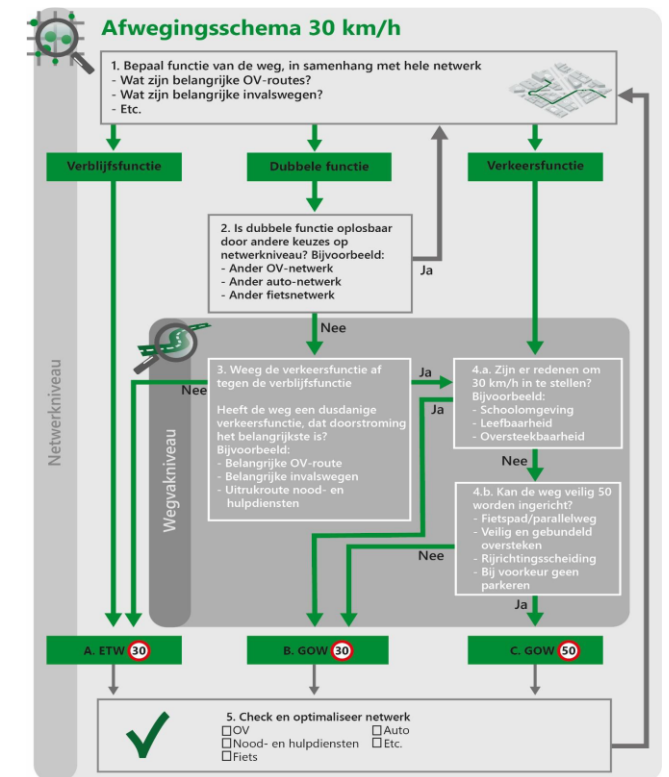 Afwegingsschema 30 km/h
1. Bepaal functie van de weg, in samenhang met hele netwerk
- Wat zijn belangrijke OV-routes?
- Wat zijn belangrijke invalswegen?
- Etc.
Verblijfsfunctie
Dubbele functie
Verkeersfunctie
2. Is dubbele functie oplosbaar
door andere keuzes op
netwerkniveau? Bijvoorbeeld:
- Ander OV-netwerk
- Ander auto-netwerk
- Ander fietsnetwerk
Ja
Nee
Netwerkniveau
Wegvakniveau
3. Weeg de verkeersfunctie af
tegen de verblijfsfunctie
Heeft de weg een dusdanige
verkeersfunctie, dat doorstroming
het belangrijkste is?
Bijvoorbeeld:
- Belangrijke OV-route
- Belangrijke invalswegen
- Uitrukroute nood- en
hulpdiensten
Nee
Ja
4.a. Zijn er redenen om
30 km/h in te stellen?
Bijvoorbeeld:
- Schoolomgeving
- Leefbaarheid
- Oversteekbaarheid
Ja
Nee
4.b. Kan de weg veilig 50
worden ingericht?
- Fietspad/parallelweg
- Veilig en gebundeld
oversteken
- Rijrichtingsscheiding
- Bij voorkeur geen
parkeren
Nee
Ja
A. ETW 30
B. GOW 30
C. GOW 50
5. Check en optimaliseer netwerk
OV
Nood- en hulpdiensten
Fiets
Auto
Etc.